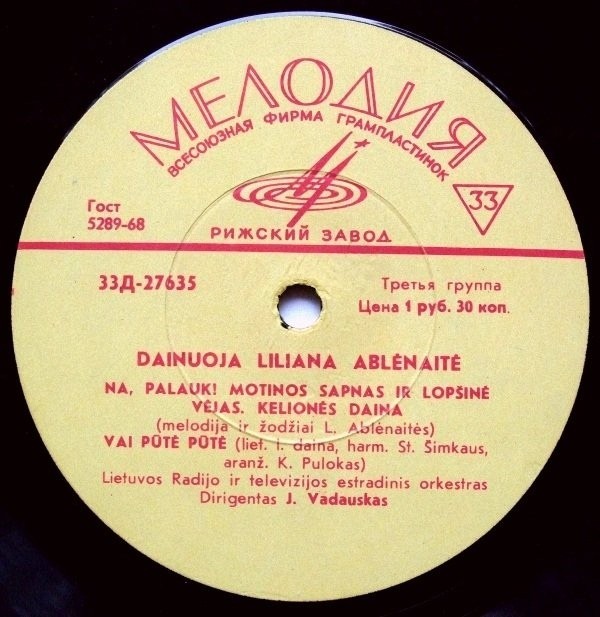 МЕЛОДИЯ
ВСЕСОЮЗНАЯ ФИРМА ГРАМПЛАСТИНОК
33
Гост
5289-68
РИЖСКИЙ ЗАВОД
33Д-27635
Третья группа
Цена 1 руб. 30 коп.
DAINUOJA LILIANA ABLĖNAITĖ
NA, PALAUK! MOTINOS SAPNAS IR LOPŠINĖ
VĖJAS. KELIONĖS DAINA
(melodija ir žodžiai L. Ablėnaitės)
VAI PŪTĖ PŪTĖ (liet. l. daina, harm. St. Šimkaus,
aranž. K. Pulokas)
Lietuvos Radijo ir televizijos estradinis orkestras
Dirigentas J. Vadauskas